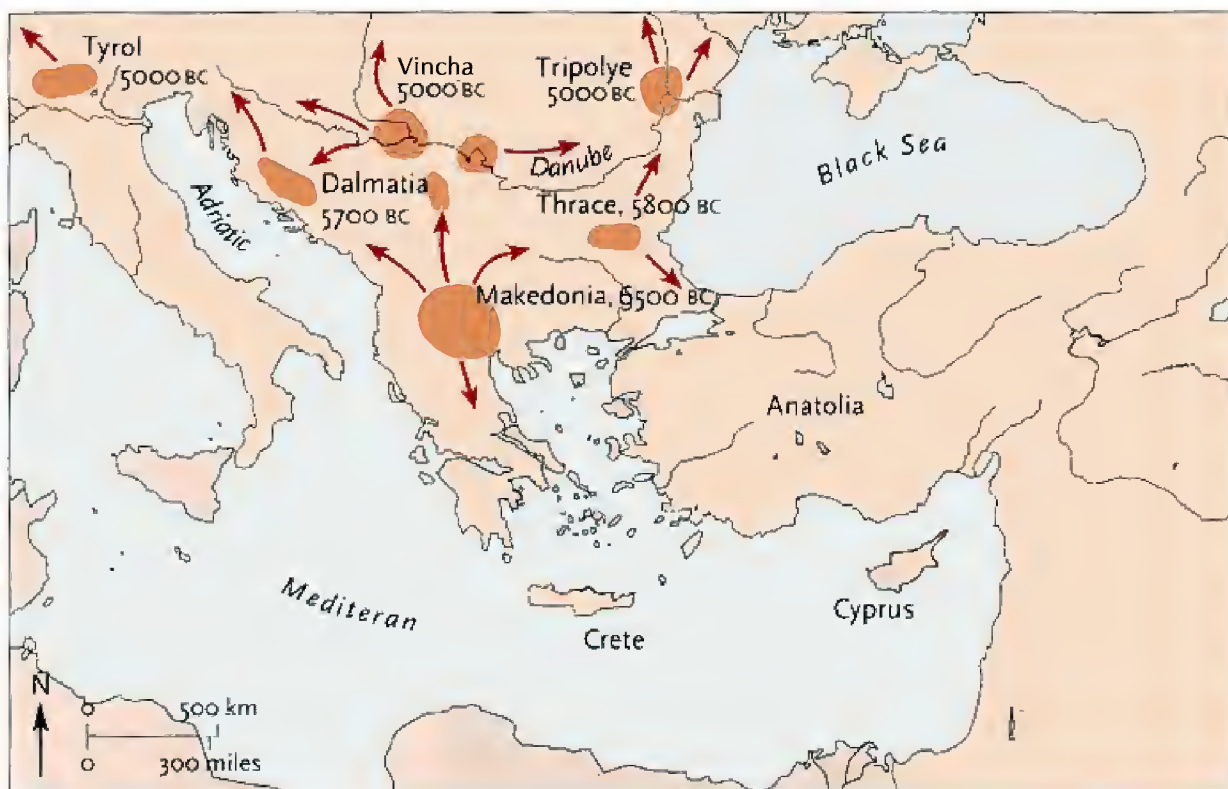 Tyrol
5000 BC
Vincha
5000 BC
Tripolye
5000 BC
Black Sea
Danube
Dalmatia
5700 BC
Thrace, 5800 BC
Adriatic
Makedonia, 6500 BC
Anatolia
Mediteran
Cyprus
Crete
N
0 500 km
0 300 miles